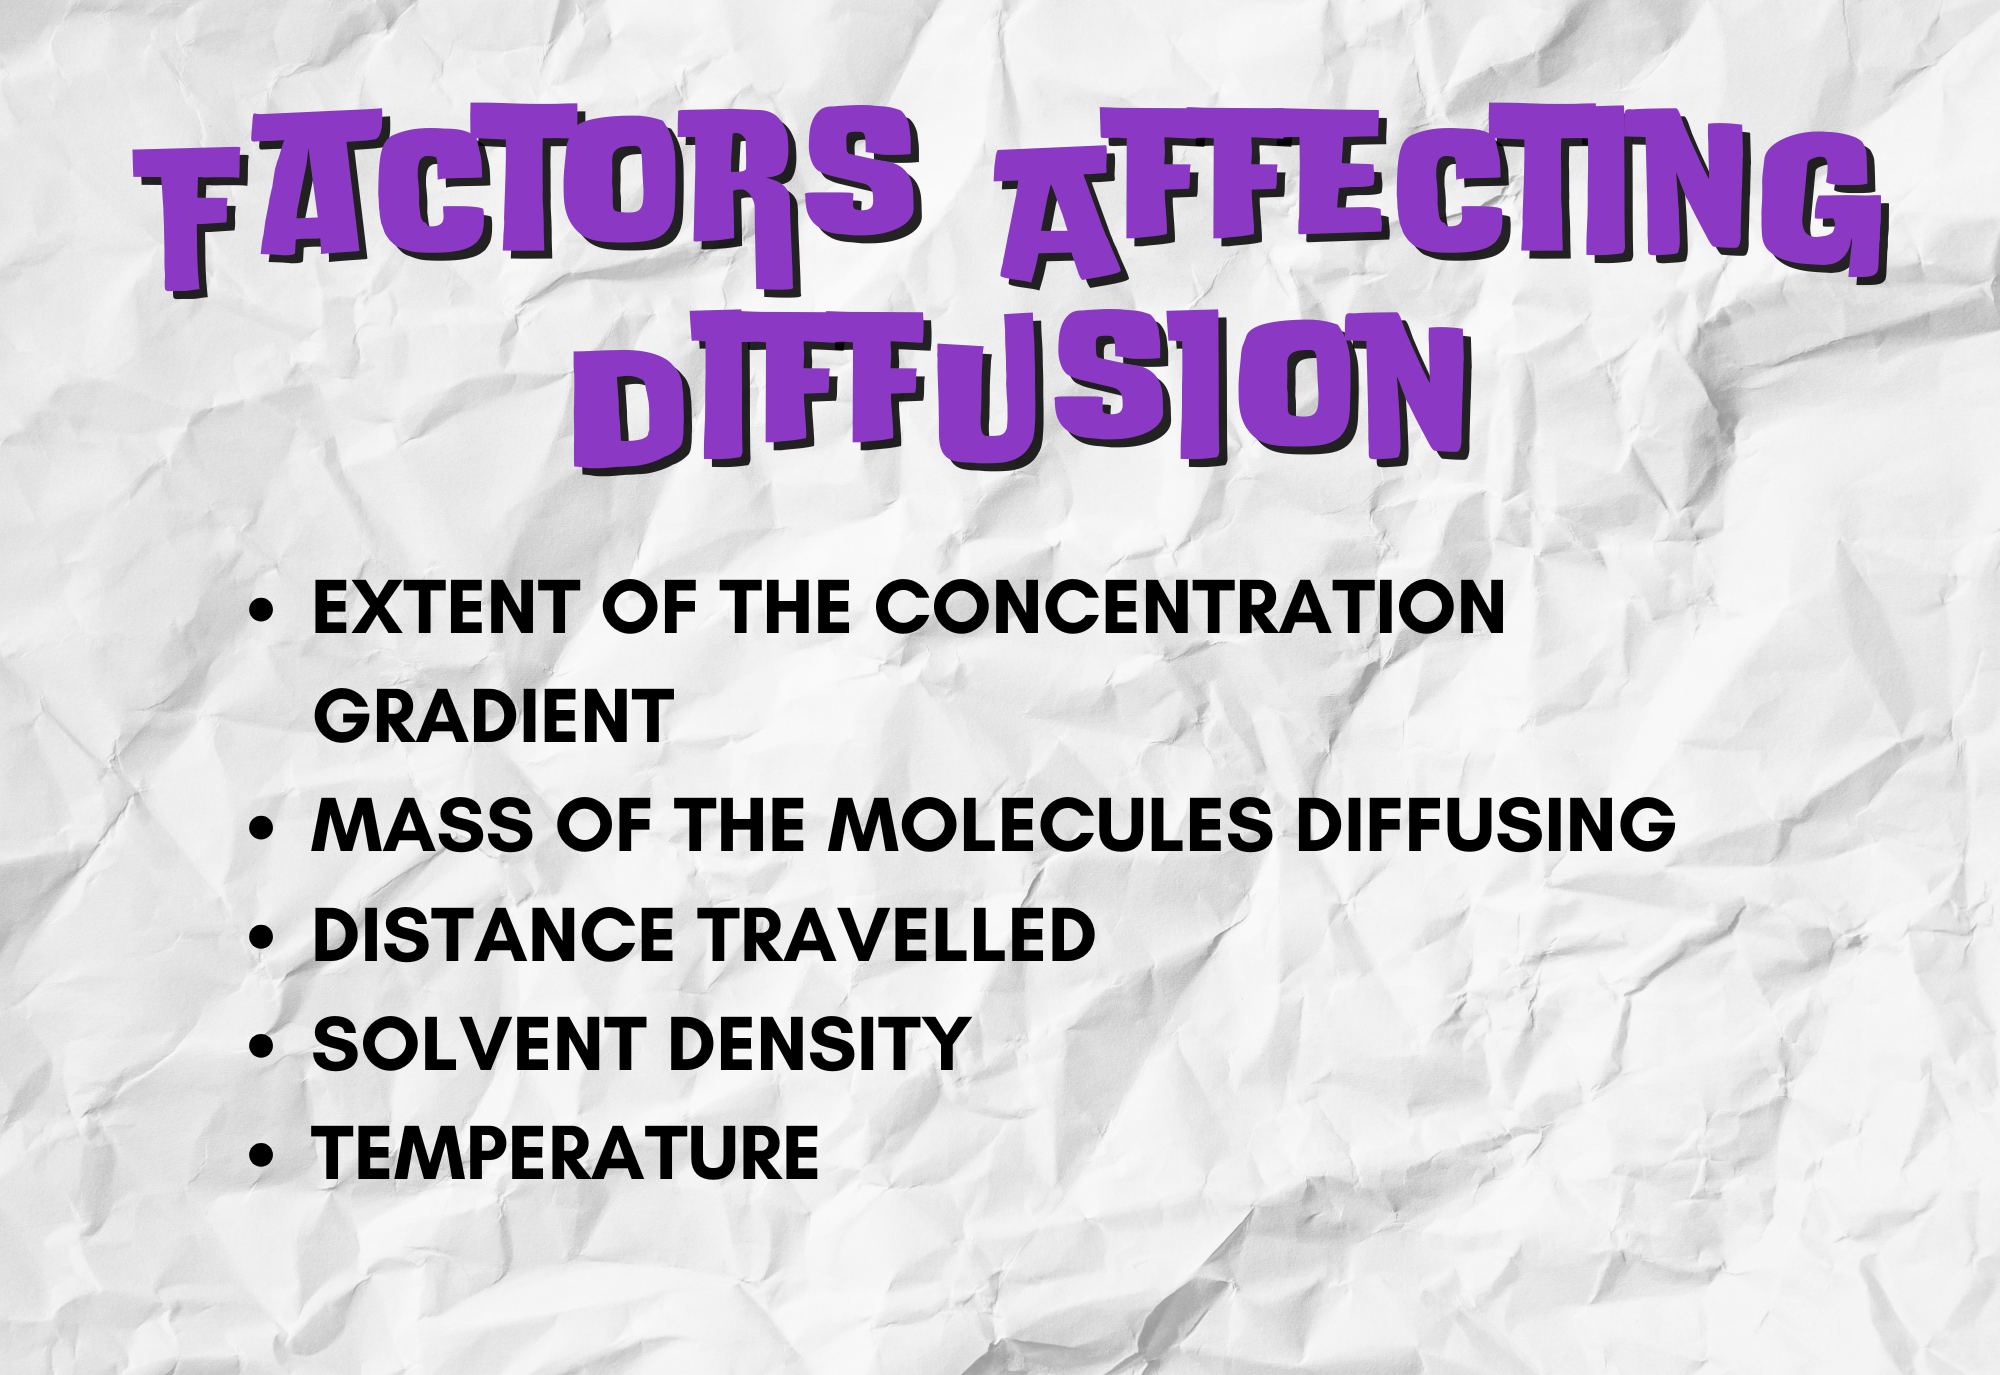 FACTORS AFFECTING
DIFFUSION
• EXTENT OF THE CONCENTRATION
GRADIENT
• MASS OF THE MOLECULES DIFFUSING
• DISTANCE TRAVELLED
• SOLVENT DENSITY
• TEMPERATURE